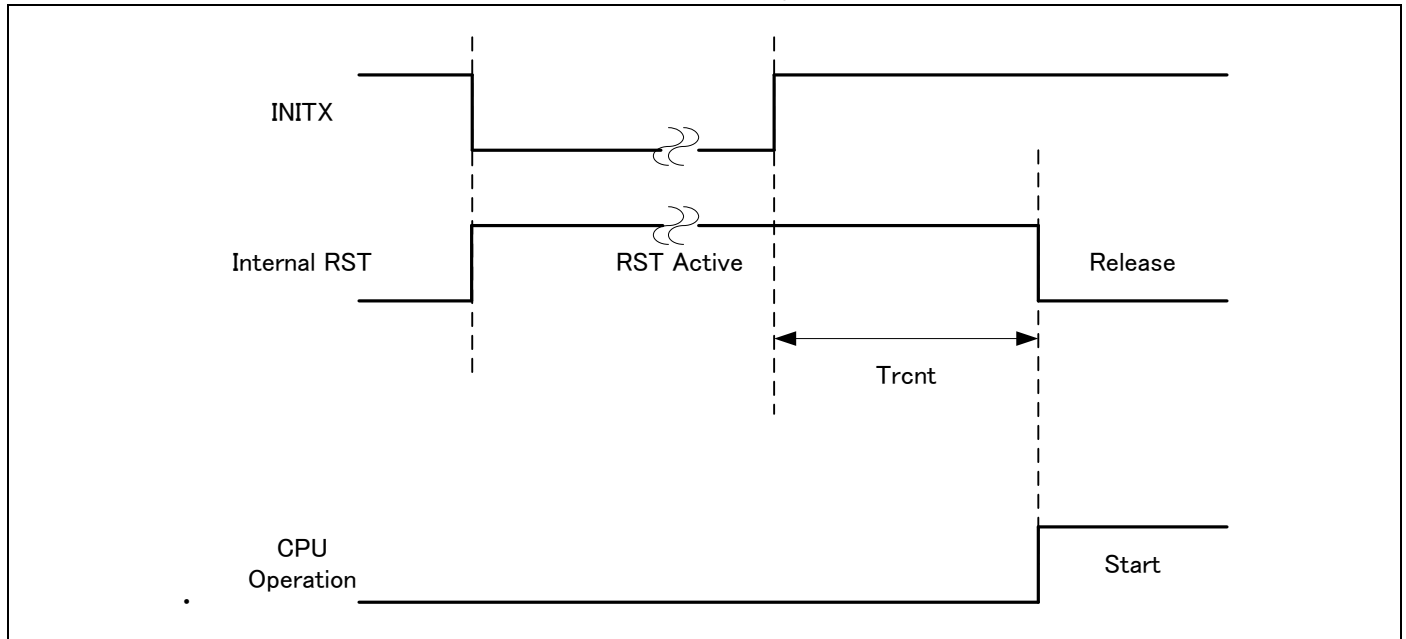 INITX
Internal RST
RST Active
Release
Trcnt
CPU
Operation
Start